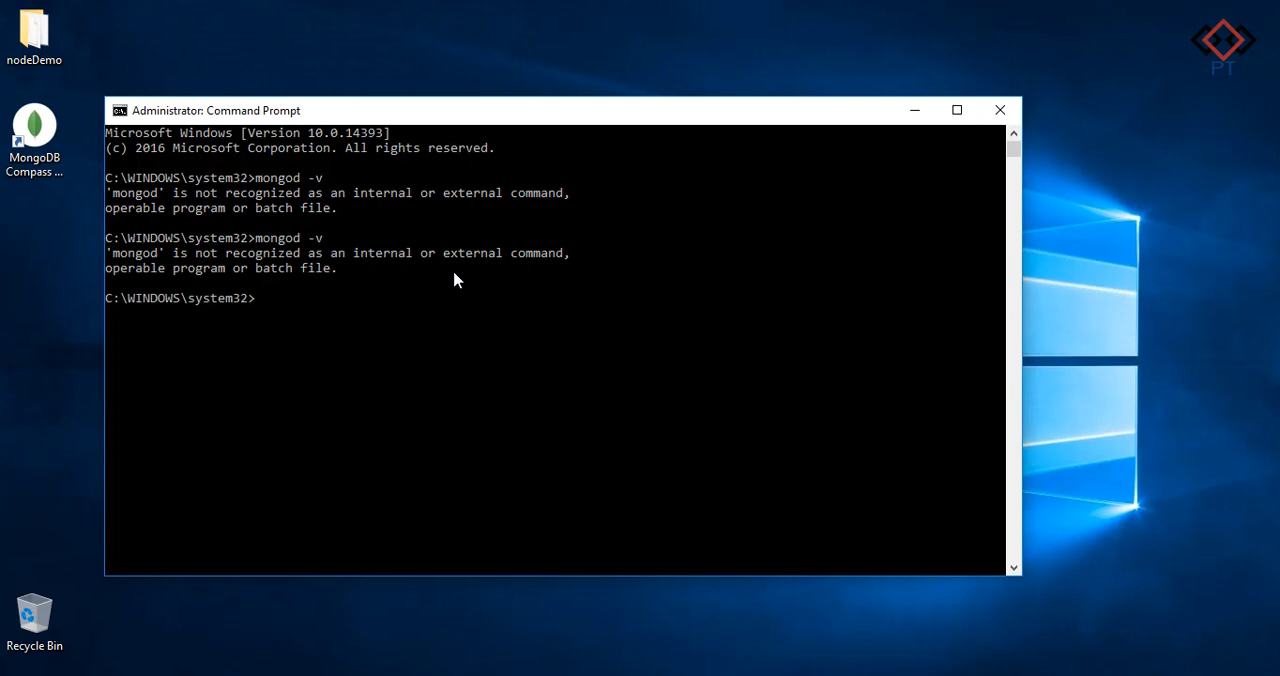 nodeDemo
MongoDB
Compass ...
PT
Administrator: Command Prompt
Microsoft Windows [Version 10.0.14393]
(c) 2016 Microsoft Corporation. All rights reserved.
C:\WINDOWS\system32>mongod -v
'mongod' is not recognized as an internal or external command,
operable program or batch file.
C:\WINDOWS\system32>mongod -v
'mongod' is not recognized as an internal or external command,
operable program or batch file.
C:\WINDOWS\system32>
Recycle Bin